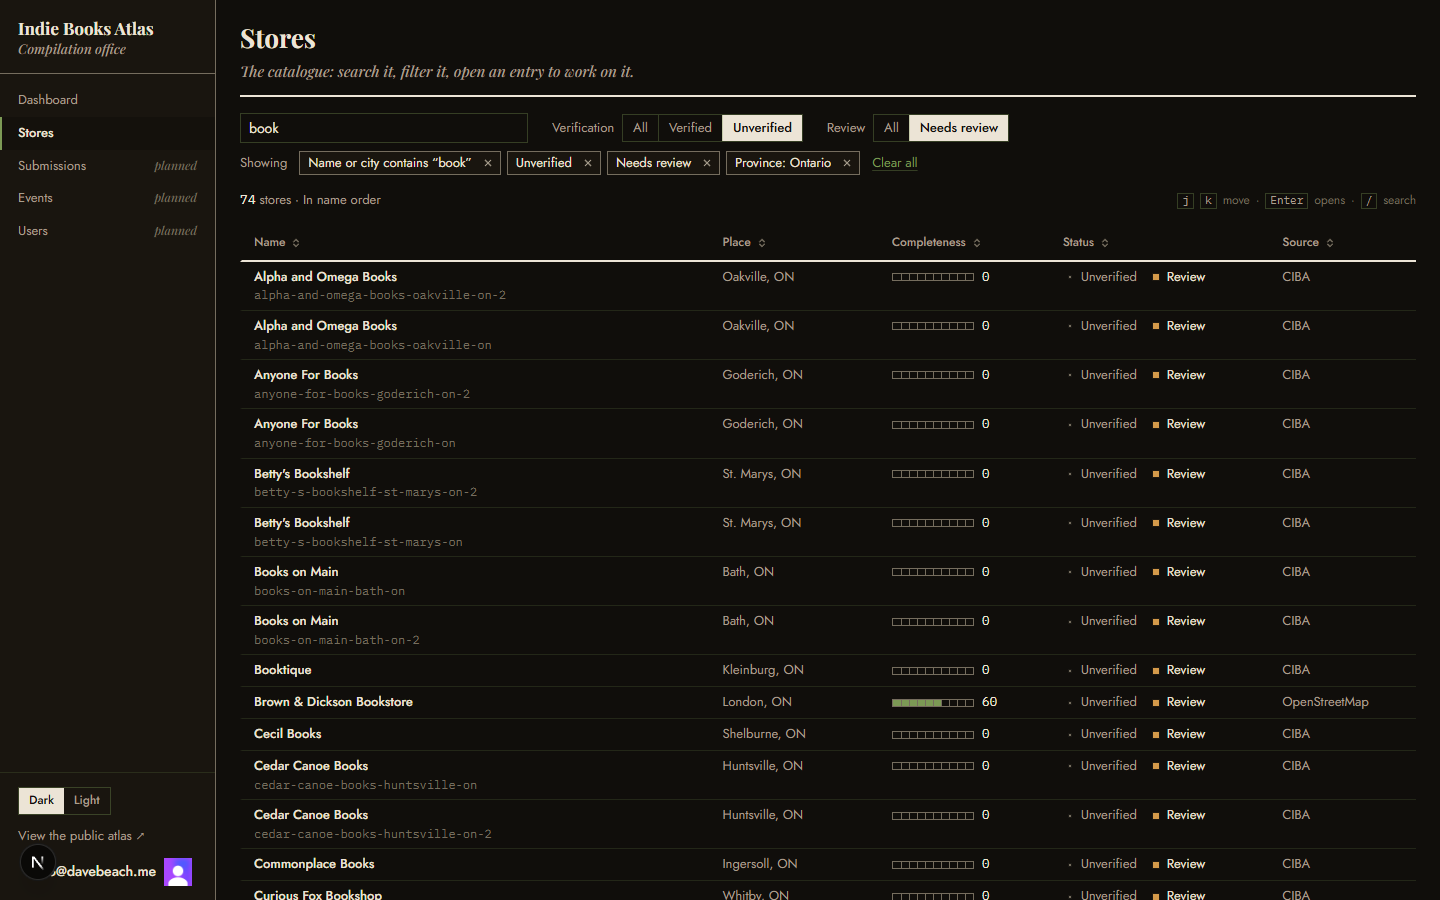 Indie Books Atlas
Compilation office
Dashboard
Stores
Submissions planned
Events planned
Users planned
Dark Light
View the public atlas ↗
N @davebeach.me
Stores
The catalogue: search it, filter it, open an entry to work on it.
book Verification All Verified Unverified Review All Needs review
Showing Name or city contains “book” × Unverified × Needs review × Province: Ontario × Clear all
74 stores · In name order j k move · Enter opens · / search
Name Place Completeness Status Source
Alpha and Omega Books Oakville, ON 0 Unverified Review CIBA
alpha-and-omega-books-oakville-on-2
Alpha and Omega Books Oakville, ON 0 Unverified Review CIBA
alpha-and-omega-books-oakville-on
Anyone For Books Goderich, ON 0 Unverified Review CIBA
anyone-for-books-goderich-on-2
Anyone For Books Goderich, ON 0 Unverified Review CIBA
anyone-for-books-goderich-on
Betty's Bookshelf St. Marys, ON 0 Unverified Review CIBA
betty-s-bookshelf-st-marys-on-2
Betty's Bookshelf St. Marys, ON 0 Unverified Review CIBA
betty-s-bookshelf-st-marys-on
Books on Main Bath, ON 0 Unverified Review CIBA
books-on-main-bath-on
Books on Main Bath, ON 0 Unverified Review CIBA
books-on-main-bath-on-2
Booktique Kleinburg, ON 0 Unverified Review CIBA
Brown & Dickson Bookstore London, ON 60 Unverified Review OpenStreetMap
Cecil Books Shelburne, ON 0 Unverified Review CIBA
Cedar Canoe Books Huntsville, ON 0 Unverified Review CIBA
cedar-canoe-books-huntsville-on
Cedar Canoe Books Huntsville, ON 0 Unverified Review CIBA
cedar-canoe-books-huntsville-on-2
Commonplace Books Ingersoll, ON 0 Unverified Review CIBA
Curious Fox Bookshop Whitby, ON 0 Unverified Review CIBA